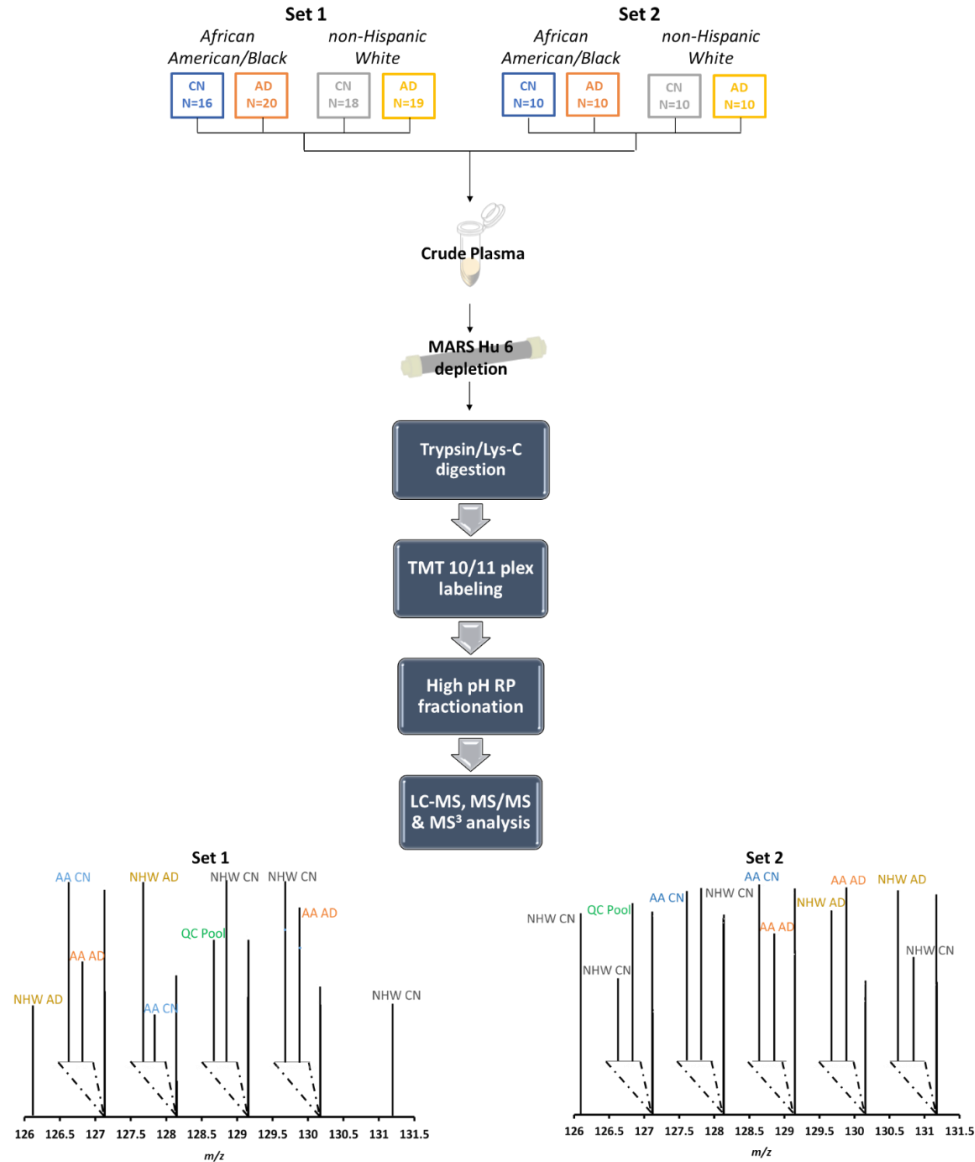 Set 1
African
American/Black
non-Hispanic
White
CN
N=16
AD
N=20
CN
N=18
AD
N=19
Set 2
African
American/Black
non-Hispanic
White
CN
N=10
AD
N=10
CN
N=10
AD
N=10
Crude Plasma
MARS Hu 6
depletion
Trypsin/Lys-C
digestion
TMT 10/11 plex
labeling
High pH RP
fractionation
LC-MS, MS/MS
& MS³ analysis
Set 1
AA CN
NHW AD
NHW CN
NHW CN
AA AD
QC Pool
AA AD
NHW AD
AA CN
NHW CN
126 126.5 127 127.5 128 128.5 129 129.5 130 130.5 131 131.5
m/z
Set 2
AA CN
AA AD
NHW AD
AA CN
NHW CN
QC Pool
NHW AD
NHW CN
AA AD
NHW CN
NHW CN
126 126.5 127 127.5 128 128.5 129 129.5 130 130.5 131 131.5
m/z